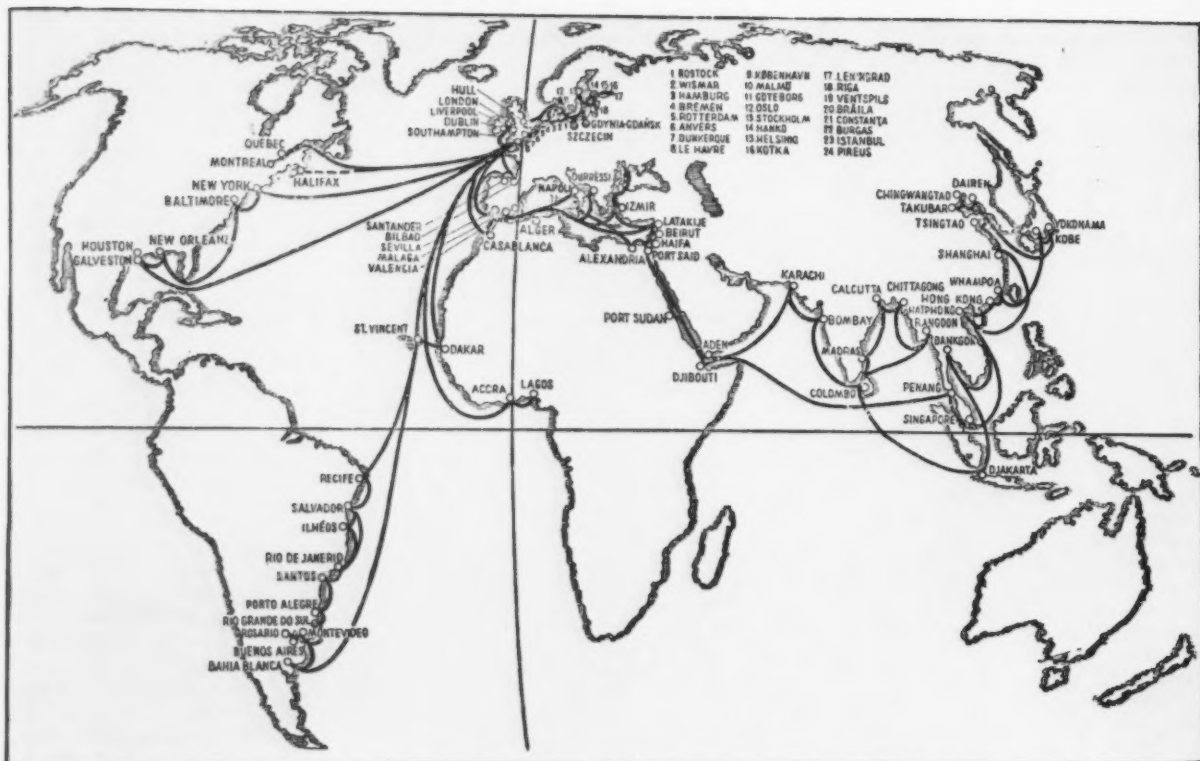 HULL
LONDON
LIVERPOOL
DUBLIN
SOUTHAMPTON
QUÉBEC
MONTREAL
HALIFAX
NEW YORK
BALTIMORE
HOUSTON
NEW ORLEANS
GALVESTON
1 ROSTOCK
2 WISMAR
3 HAMBURG
4 BREMEN
5 ROTTERDAM
6 ANVERS
7 DUNKERQUE
8 LE HAVRE
9 KØBENHAVN
10 MALMÖ
11 GÖTEBORG
12 OSLO
13 STOCKHOLM
14 HANKO
15 HELSINKI
16 KOTKA
17 LENINGRAD
18 RIGA
19 VENTSPILS
20 BRĂILA
21 CONSTANȚA
22 BURGAS
23 ISTANBUL
24 PIREUS
GDYNIA-GDAŃSK
SZCZECIN
NAPOLI
IZMIR
SANTANDER
BILBAO
SEVILLA
MALAGA
VALENCIA
ALGER
CASABLANCA
LATAKIJE
BEIRUT
HAIFA
PORT SAID
ALEXANDRIA
DAIREN
CHINGWANGTAO
TAKUBAR
TSINGTAO
YOKOHAMA
KOBE
SHANGHAI
WHAMPOA
HONG KONG
HAIPHONG
KARACHI
CALCUTTA
CHITTAGONG
BOMBAY
RANGOON
BANKGOK
MADRAS
COLOMBO
PENANG
SINGAPORE
DJAKARTA
PORT SUDAN
ADEN
DJIBOUTI
ST. VINCENT
DAKAR
ACCRA
LAGOS
RECIFE
SALVADOR
ILHÉOS
RIO DE JANERIO
SANTOS
PORTO ALEGRE
RIO GRANDE DO SUL
ROSARIO
MONTEVIDEO
BUENOS AIRES
BAHIA BLANCA